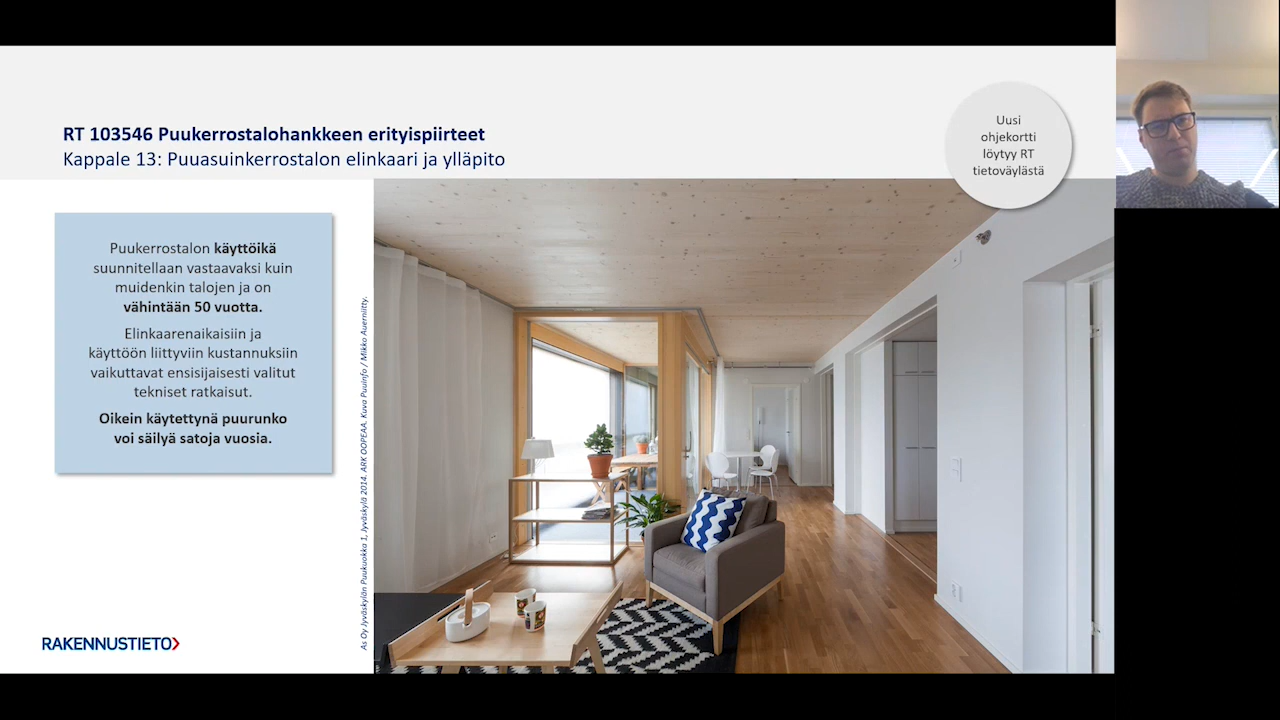 RT 103546 Puukerrostalohankkeen erityispiirteet
Kappale 13: Puuasuinkerrostalon elinkaari ja ylläpito
Uusi
ohjekortti
löytyy RT
tietoväylästä
Puukerrostalon käyttöikä
suunnitellaan vastaavaksi kuin
muidenkin talojen ja on
vähintään 50 vuotta.
Elinkaarenaikaisiin ja
käyttöön liittyviin kustannuksiin
vaikuttavat ensisijaisesti valitut
tekniset ratkaisut.
Oikein käytettynä puurunko
voi säilyä satoja vuosia.
As Oy Jyväskylän Puukuokka 1, Jyväskylä 2014. ARK OOPEAA. Kuva Puuinfo / Mikko Auerniitty.
RAKENNUSTIETO